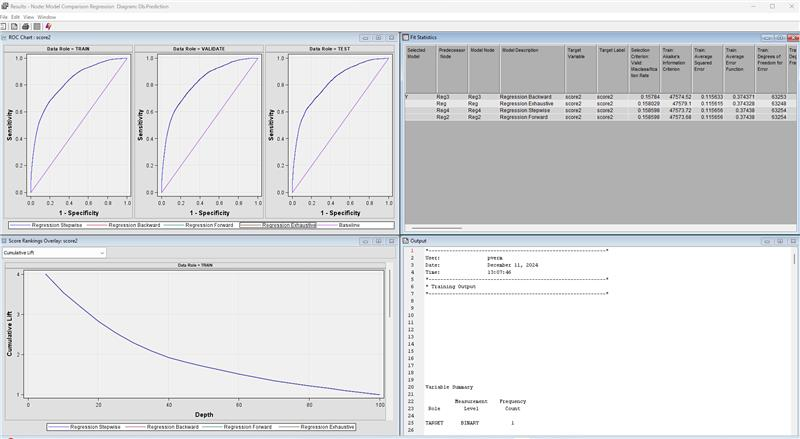 Results - Node: Model Comparison Regression Diagram: Db-Prediction
File Edit View Window
ROC Chart : score2
Data Role = TRAIN Data Role = VALIDATE Data Role = TEST
Sensitivity Sensitivity Sensitivity
1.0 1.0 1.0
0.8 0.8 0.8
0.6 0.6 0.6
0.4 0.4 0.4
0.2 0.2 0.2
0.0 0.0 0.0
0.0 0.2 0.4 0.6 0.8 1.0 0.0 0.2 0.4 0.6 0.8 1.0 0.0 0.2 0.4 0.6 0.8 1.0
1 - Specificity 1 - Specificity 1 - Specificity
Regression Stepwise Regression Backward Regression Forward Regression Exhaustive Baseline
Fit Statistics
Selected Model Predecessor Node Model Node Model Description Target Variable Target Label Selection Criterion: Valid: Misclassification Rate Train: Akaike's Information Criterion Train: Average Squared Error Train: Average Error Function Train: Degrees of Freedom for Error
Y Reg3 Reg3 Regression Backward score2 score2 0.15784 47574.52 0.115633 0.374371 63253
Reg Reg Regression Exhaustive score2 score2 0.158029 47579.1 0.115615 0.374328 63248
Reg4 Reg4 Regression Stepwise score2 score2 0.158598 47573.72 0.115656 0.37438 63254
Reg2 Reg2 Regression Forward score2 score2 0.158598 47573.68 0.115656 0.37438 63254
Score Rankings Overlay: score2
Cumulative Lift
Data Role = TRAIN
Cumulative Lift
4
3
2
1
0 20 40 60 80 100
Depth
Regression Stepwise Regression Backward Regression Forward Regression Exhaustive
Output
1 *------------------------------------------------------------*
2 User: pverm
3 Date: December 11, 2024
4 Time: 13:07:46
5 *------------------------------------------------------------*
6 * Training Output
7 *------------------------------------------------------------*
8
9
10
11
12
13
14
15
16
17
18
19
20 Variable Summary
21
22 Measurement Frequency
23 Role Level Count
24
25 TARGET BINARY 1
26